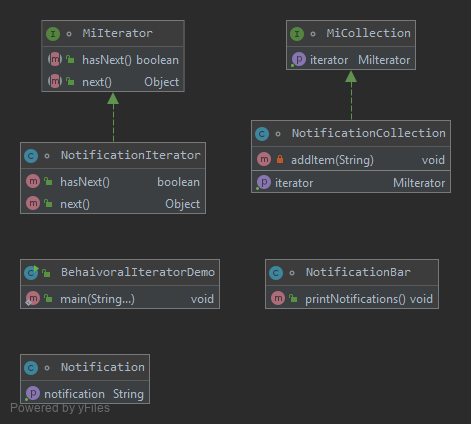 MiIterator
hasNext() boolean
next() Object
MiCollection
iterator MiIterator
NotificationIterator
hasNext() boolean
next() Object
NotificationCollection
addItem(String) void
iterator MiIterator
BehaivoralIteratorDemo
main(String...) void
NotificationBar
printNotifications() void
Notification
notification String
Powered by yFiles